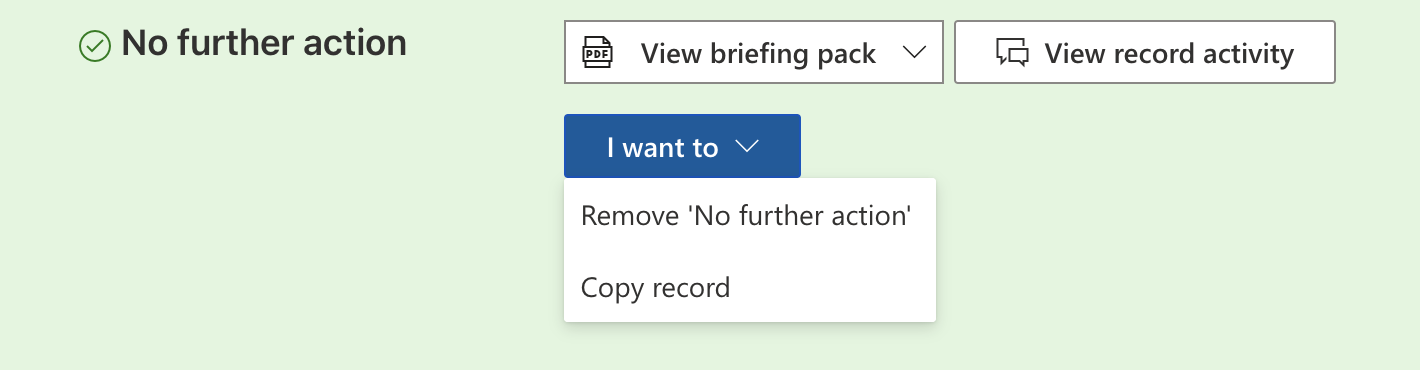 No further action
PDF View briefing pack
View record activity
I want to
Remove 'No further action'
Copy record